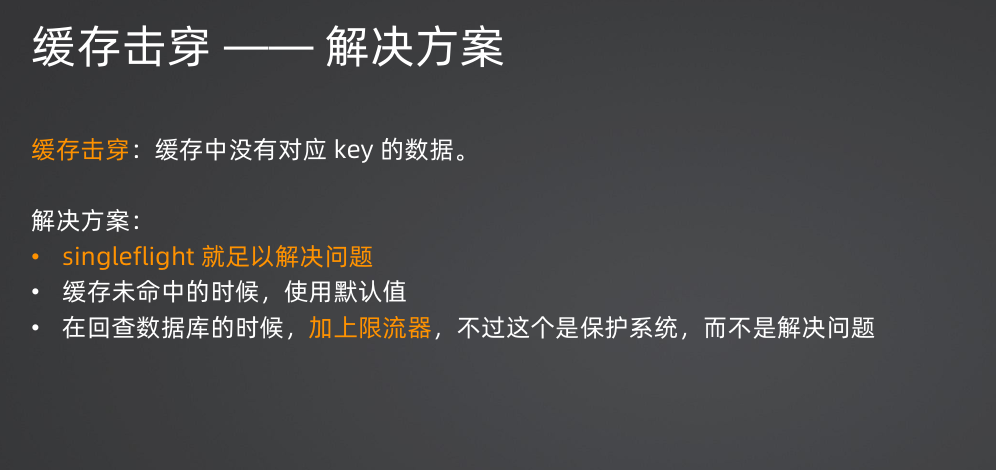 缓存击穿 —— 解决方案
缓存击穿：缓存中没有对应 key 的数据。
解决方案：
• singleflight 就足以解决问题
• 缓存未命中的时候，使用默认值
• 在回查数据库的时候，加上限流器，不过这个是保护系统，而不是解决问题